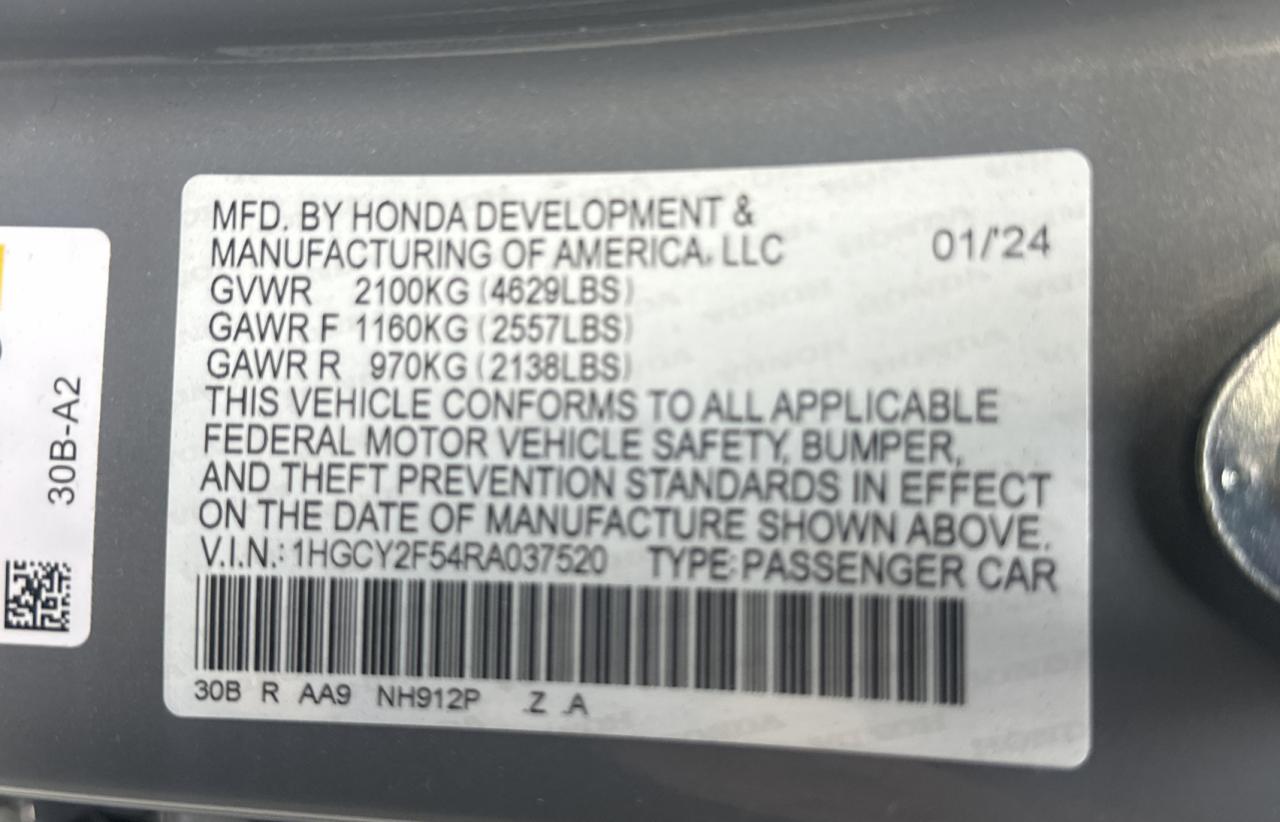 MFD. BY HONDA DEVELOPMENT &
MANUFACTURING OF AMERICA, LLC 01/'24
GVWR 2100KG (4629LBS)
GAWR F 1160KG (2557LBS)
GAWR R 970KG (2138LBS)
THIS VEHICLE CONFORMS TO ALL APPLICABLE
FEDERAL MOTOR VEHICLE SAFETY, BUMPER,
AND THEFT PREVENTION STANDARDS IN EFFECT
ON THE DATE OF MANUFACTURE SHOWN ABOVE.
V.I.N.: 1HGCY2F54RA037520 TYPE:PASSENGER CAR
30B R AA9 NH912P Z A
30B-A2